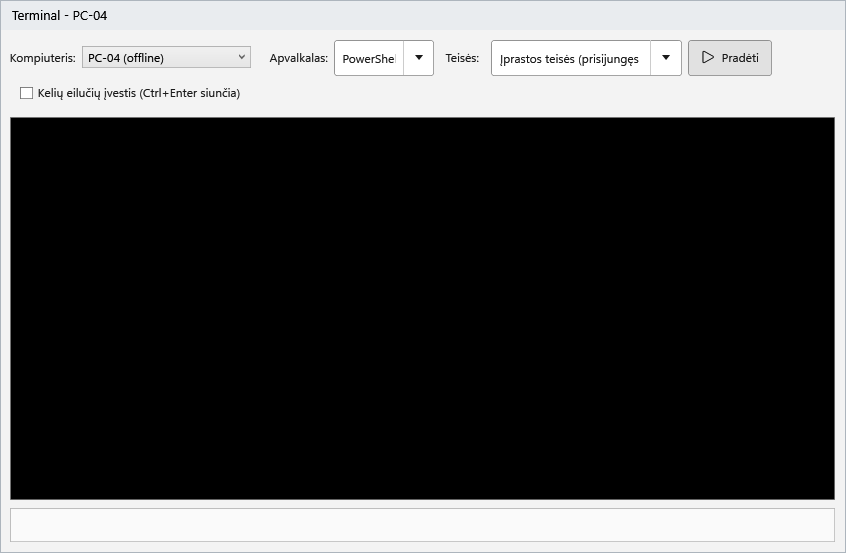 Terminal - PC-04
Kompiuteris: PC-04 (offline) Apvalkalas: PowerShel Teisės: Įprastos teisės (prisijungęs Pradėti
Kelių eilučių įvestis (Ctrl+Enter siunčia)